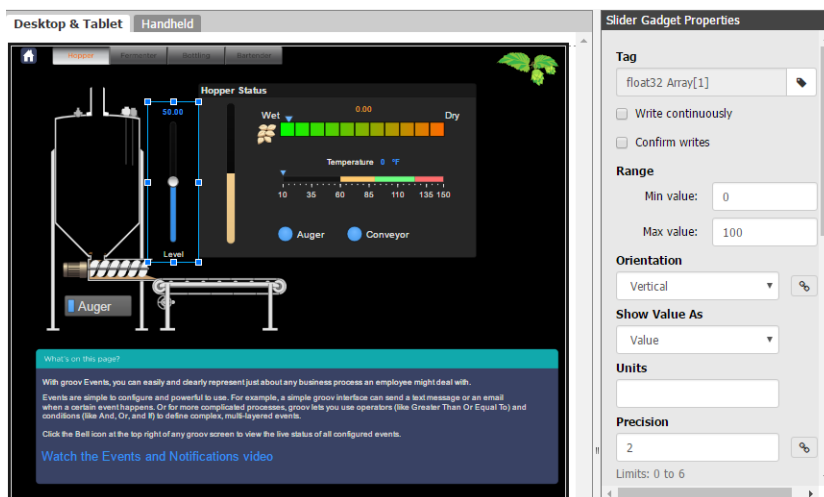 Desktop & Tablet
Handheld
Hopper
Fermenter
Bottling
Bartender
Hopper Status
50.00
Wet
0.00
Dry
Temperature 0 °F
10 35 60 85 110 135 150
Auger
Conveyor
Level
Auger
What's on this page?
With groov Events, you can easily and clearly represent just about any business process an employee might deal with.
Events are simple to configure and powerful to use. For example, a simple groov interface can send a text message or an email
when a certain event happens. Or for more complicated processes, groov lets you use operators (like Greater Than Or Equal To) and
conditions (like And, Or, and If) to define complex, multi-layered events.
Click the Bell icon at the top right of any groov screen to view the live status of all configured events.
Watch the Events and Notifications video
Slider Gadget Properties
Tag
float32 Array[1]
Write continuously
Confirm writes
Range
Min value: 0
Max value: 100
Orientation
Vertical
Show Value As
Value
Units
Precision
2
Limits: 0 to 6